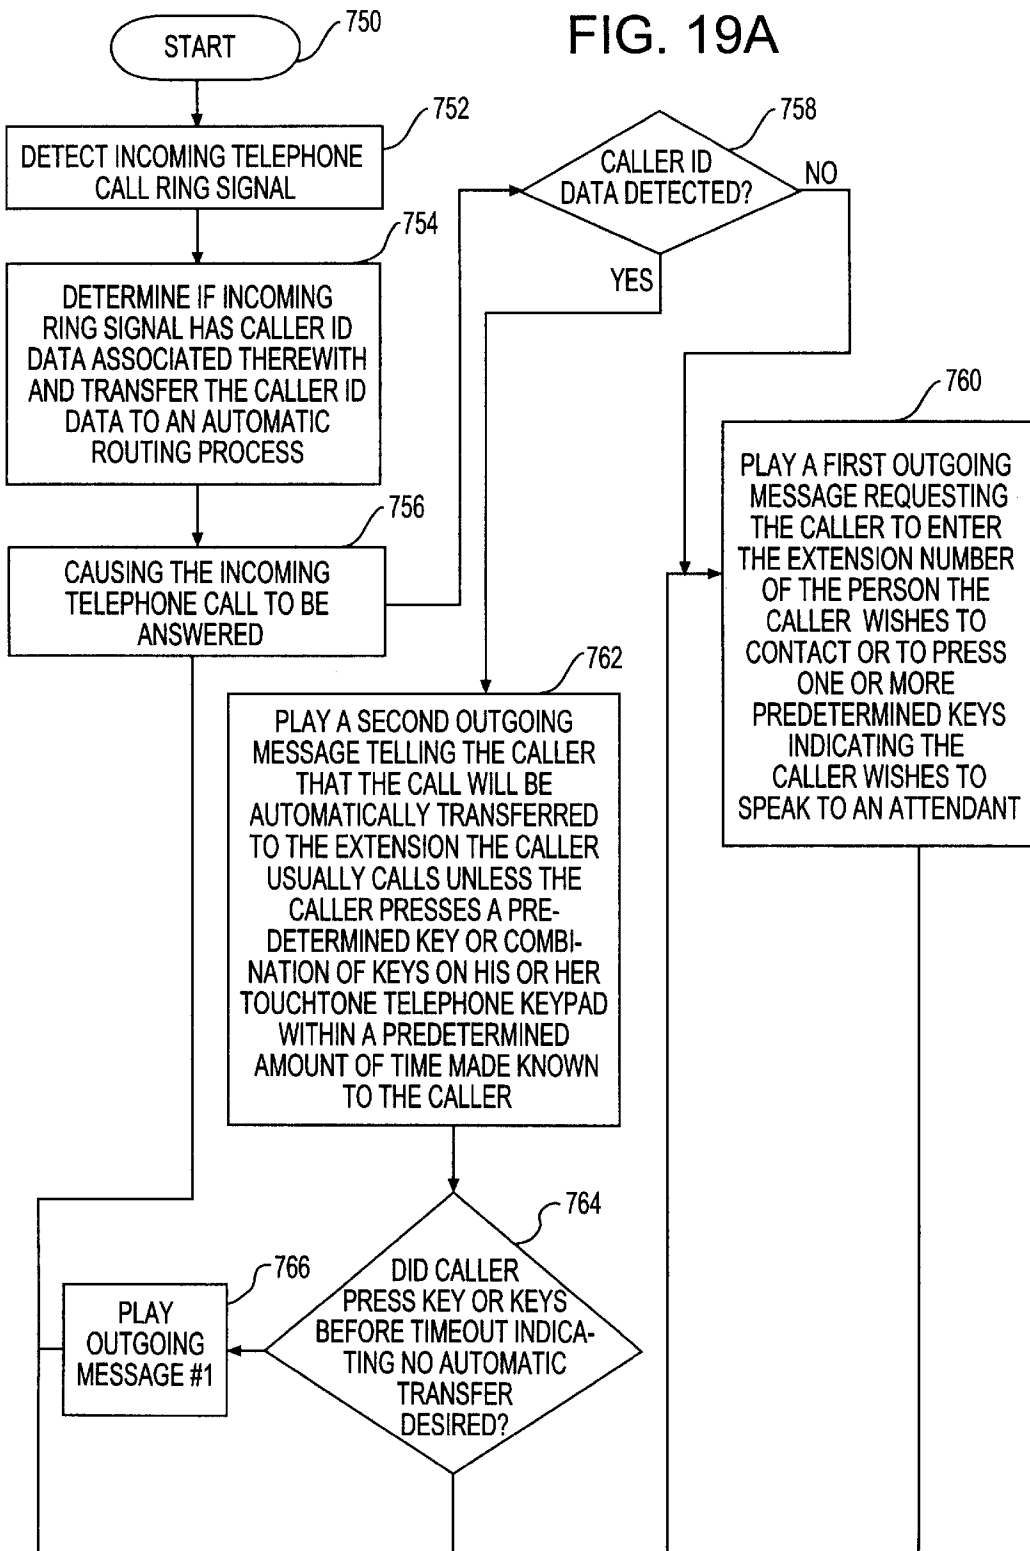 FIG. 19A
START
750
DETECT INCOMING TELEPHONE
CALL RING SIGNAL
752
DETERMINE IF INCOMING
RING SIGNAL HAS CALLER ID
DATA ASSOCIATED THEREWITH
AND TRANSFER THE CALLER ID
DATA TO AN AUTOMATIC
ROUTING PROCESS
754
CAUSING THE INCOMING
TELEPHONE CALL TO BE
ANSWERED
756
CALLER ID
DATA DETECTED?
758
NO
YES
PLAY A FIRST OUTGOING
MESSAGE REQUESTING
THE CALLER TO ENTER
THE EXTENSION NUMBER
OF THE PERSON THE
CALLER WISHES TO
CONTACT OR TO PRESS
ONE OR MORE
PREDETERMINED KEYS
INDICATING THE
CALLER WISHES TO
SPEAK TO AN ATTENDANT
760
PLAY A SECOND OUTGOING
MESSAGE TELLING THE CALLER
THAT THE CALL WILL BE
AUTOMATICALLY TRANSFERRED
TO THE EXTENSION THE CALLER
USUALLY CALLS UNLESS THE
CALLER PRESSES A PRE-
DETERMINED KEY OR COMBI-
NATION OF KEYS ON HIS OR HER
TOUCHTONE TELEPHONE KEYPAD
WITHIN A PREDETERMINED
AMOUNT OF TIME MADE KNOWN
TO THE CALLER
762
DID CALLER
PRESS KEY OR KEYS
BEFORE TIMEOUT INDICA-
TING NO AUTOMATIC
TRANSFER
DESIRED?
764
PLAY
OUTGOING
MESSAGE #1
766